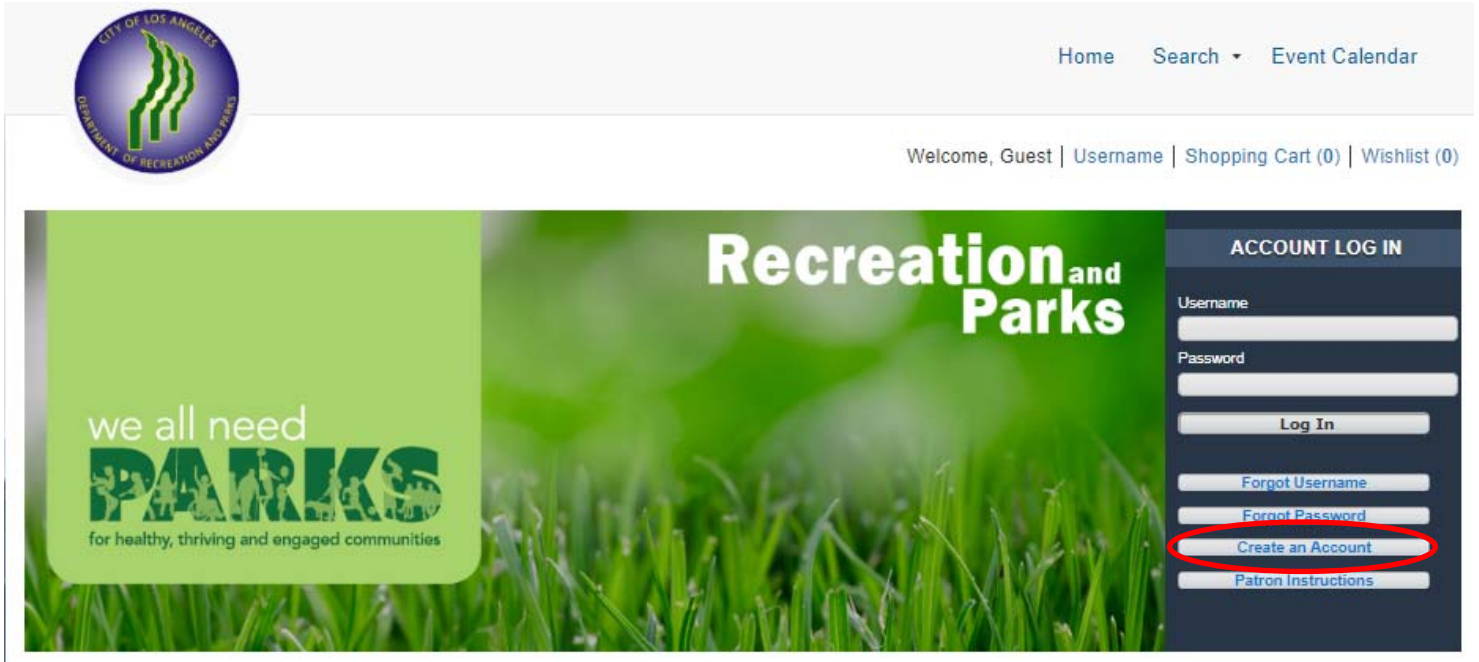 CITY OF LOS ANGELES
DEPARTMENT OF RECREATION AND PARKS
Home Search Event Calendar
Welcome, Guest | Username | Shopping Cart (0) | Wishlist (0)
we all need
PARKS
for healthy, thriving and engaged communities
Recreation and
Parks
ACCOUNT LOG IN
Username
Password
Log In
Forgot Username
Forgot Password
Create an Account
Patron Instructions